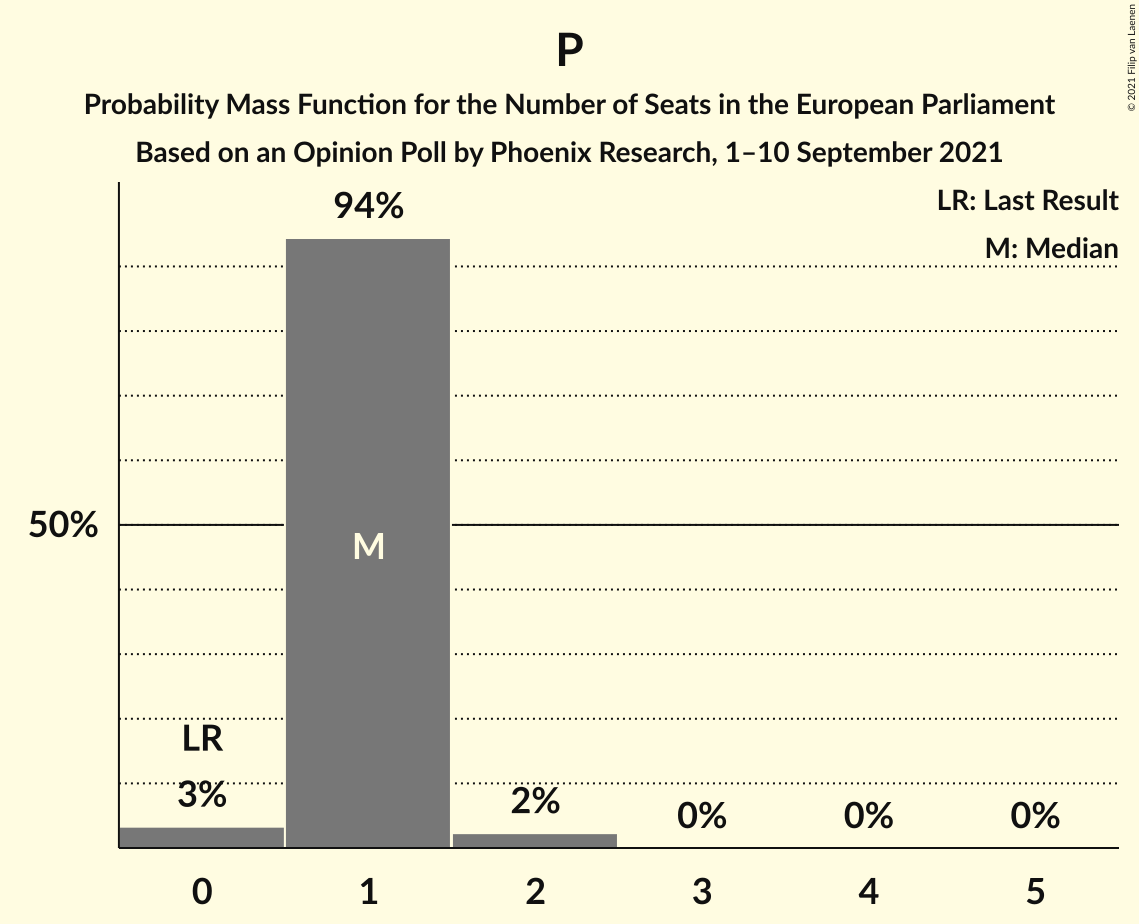 P
Probability Mass Function for the Number of Seats in the European Parliament
Based on an Opinion Poll by Phoenix Research, 1–10 September 2021
© 2021 Filip van Laenen
LR: Last Result
M: Median
94%
50%
M
LR
3%
2%
0%
0%
0%
0
1
2
3
4
5